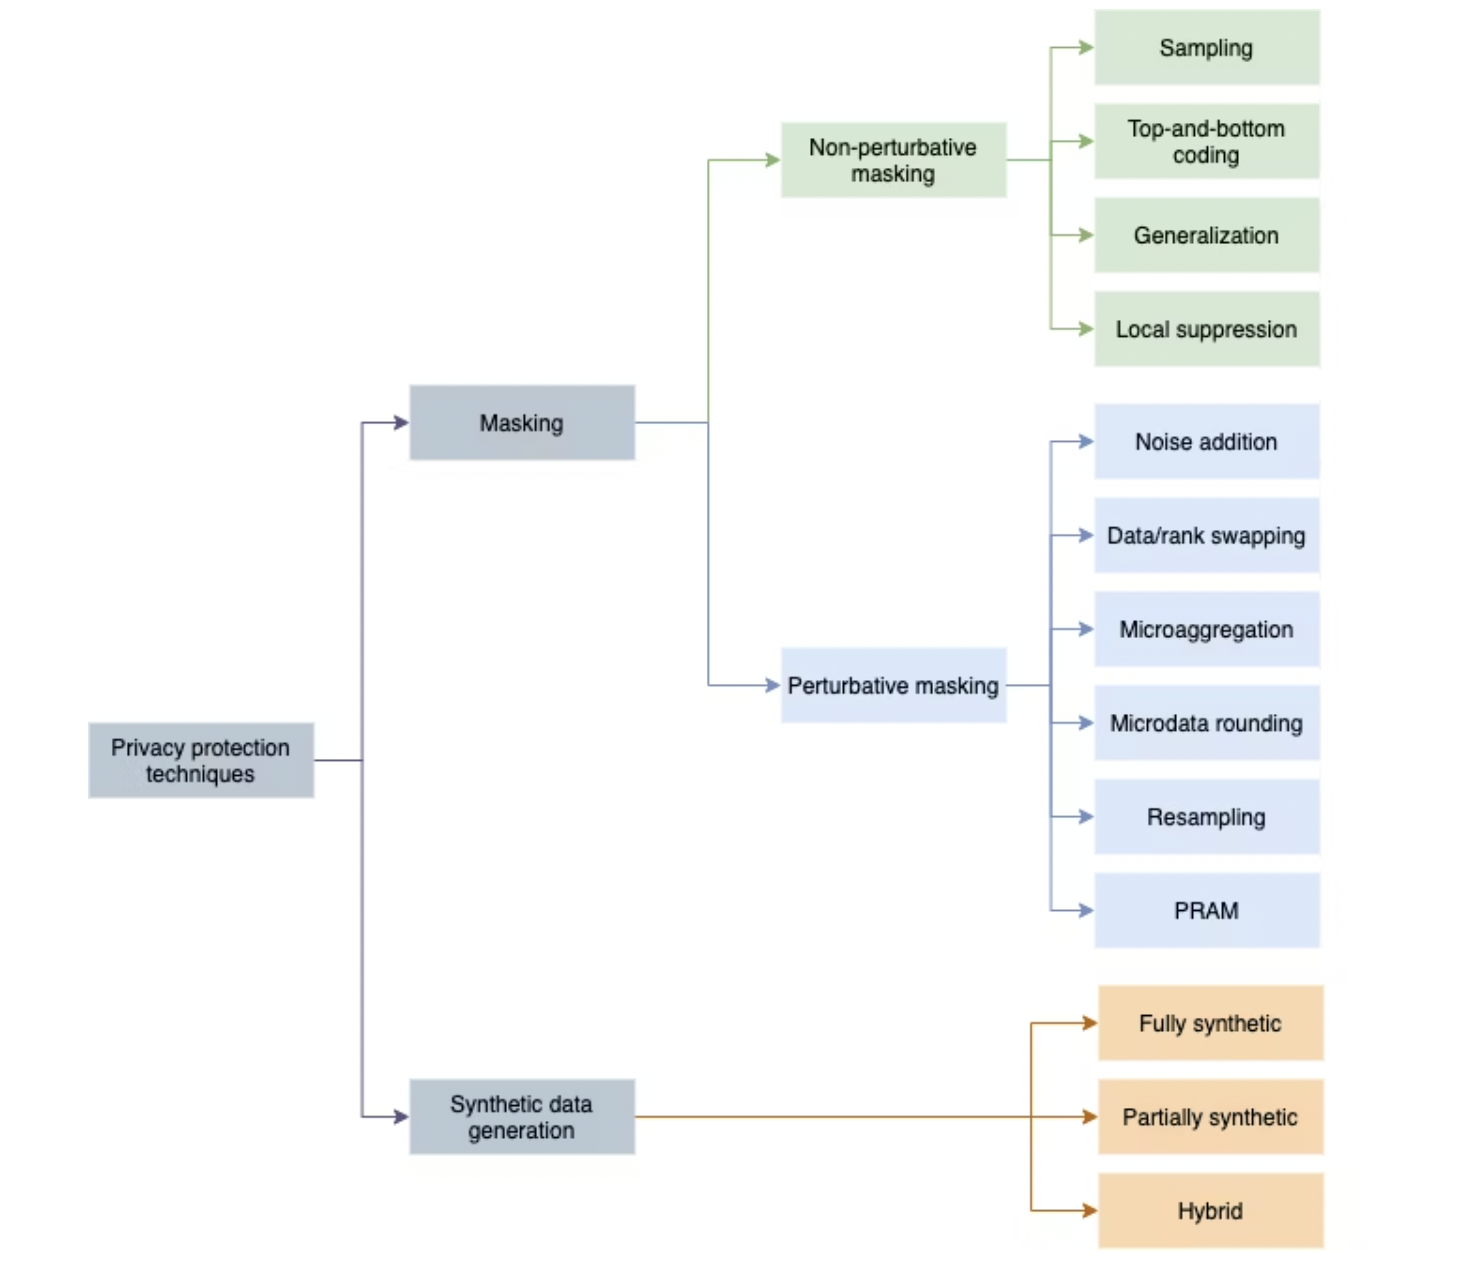 Sampling
Top-and-bottom
coding
Non-perturbative
masking
Generalization
Local suppression
Masking
Noise addition
Data/rank swapping
Microaggregation
Perturbative masking
Microdata rounding
Privacy protection
techniques
Resampling
PRAM
Fully synthetic
Synthetic data
generation
Partially synthetic
Hybrid